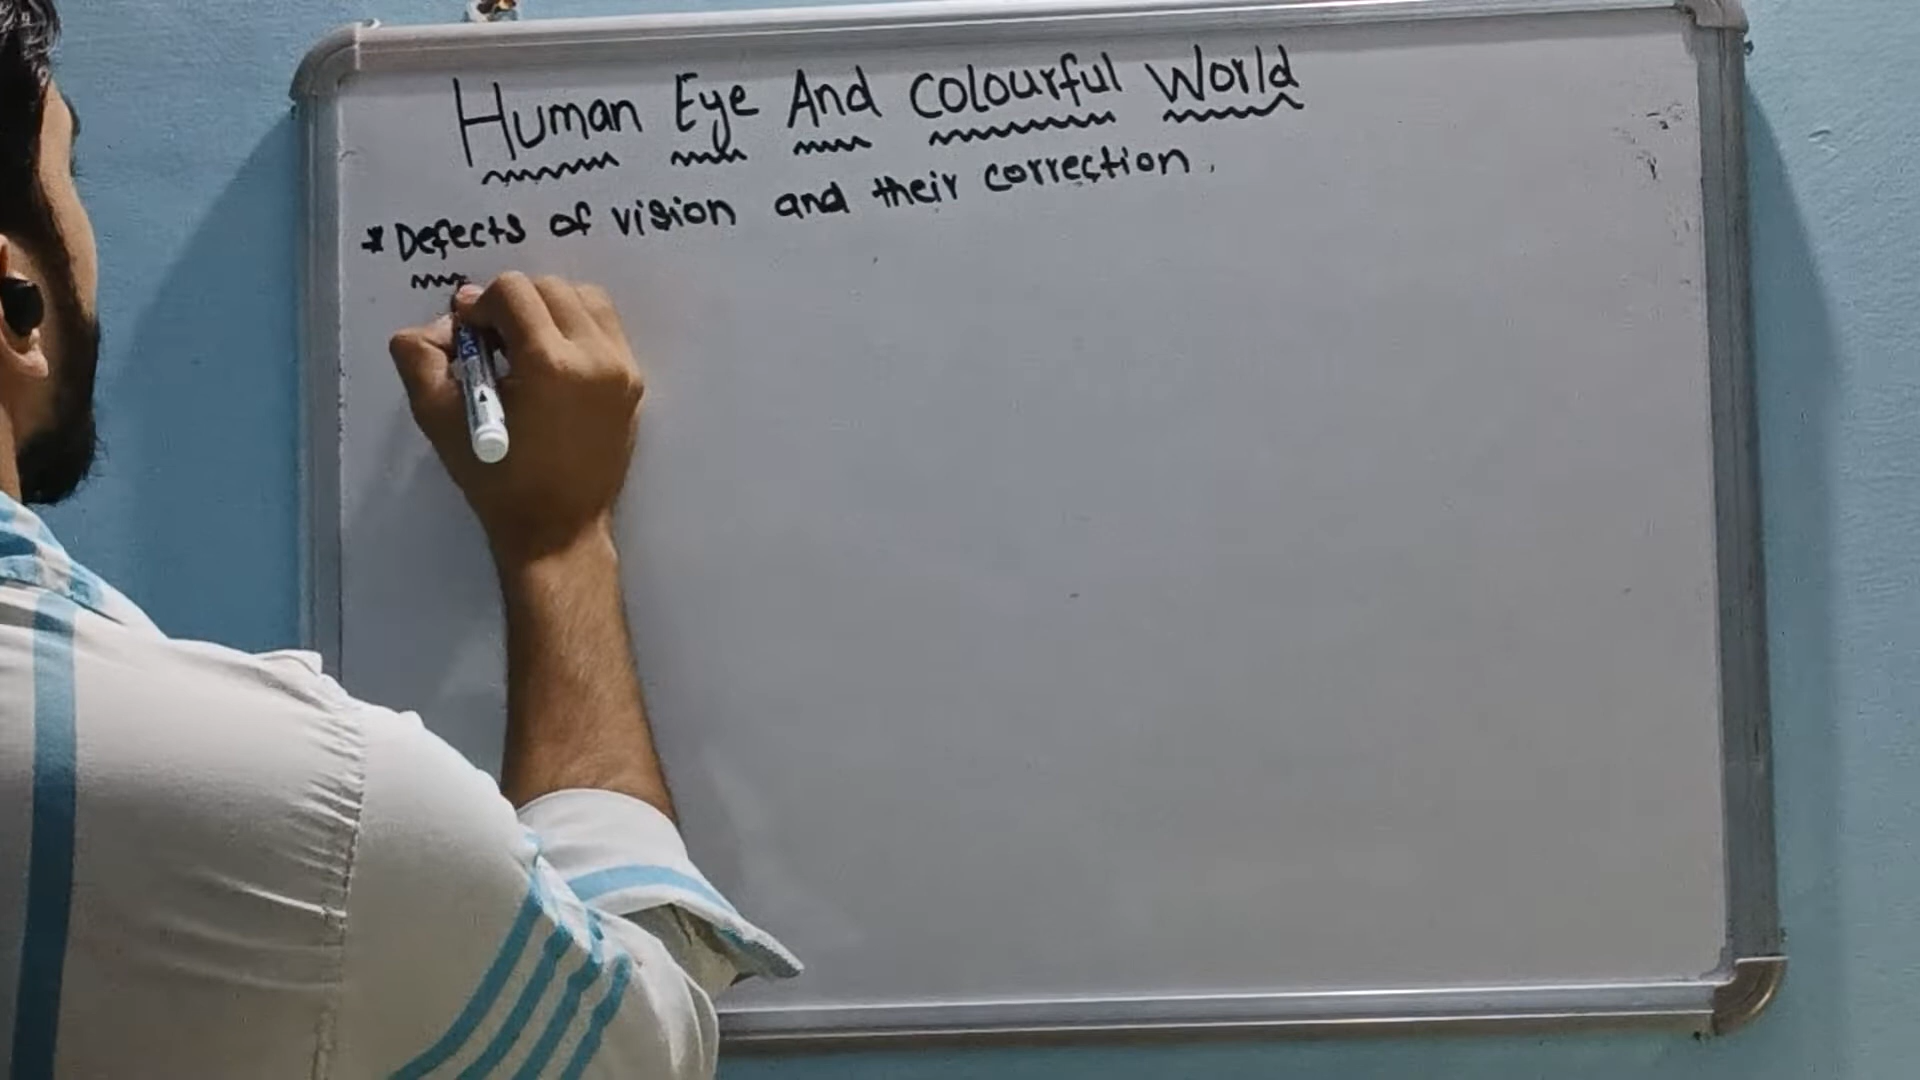 Human Eye And Colourful World
* Defects of vision and their correction.